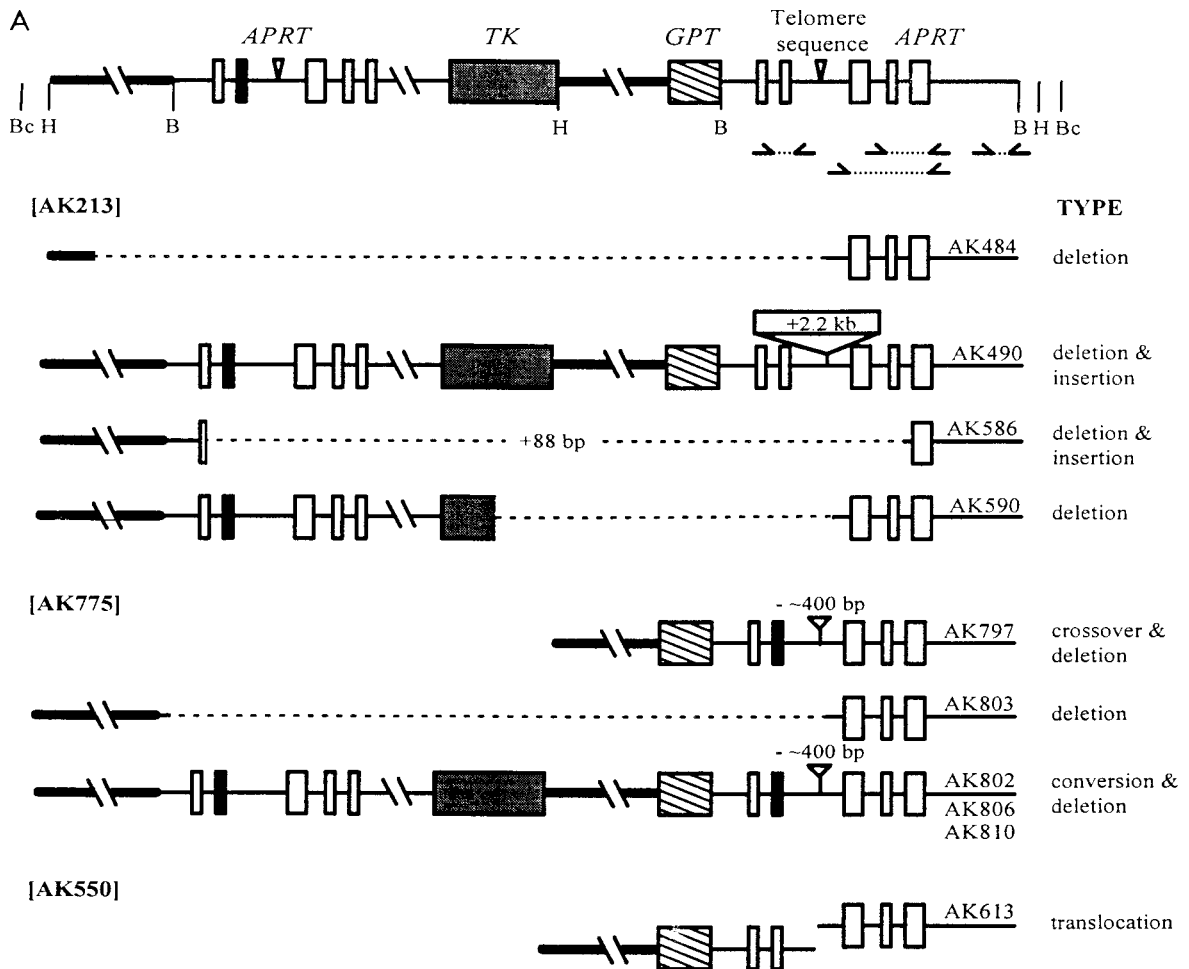 A
APRT TK GPT Telomere sequence APRT
Bc H B H B B H Bc
[AK213] TYPE
AK484 deletion
+2.2 kb
AK490 deletion & insertion
+88 bp AK586 deletion & insertion
AK590 deletion
[AK775]
- ~400 bp
AK797 crossover & deletion
AK803 deletion
- ~400 bp
AK802 conversion & deletion
AK806
AK810
[AK550]
AK613 translocation